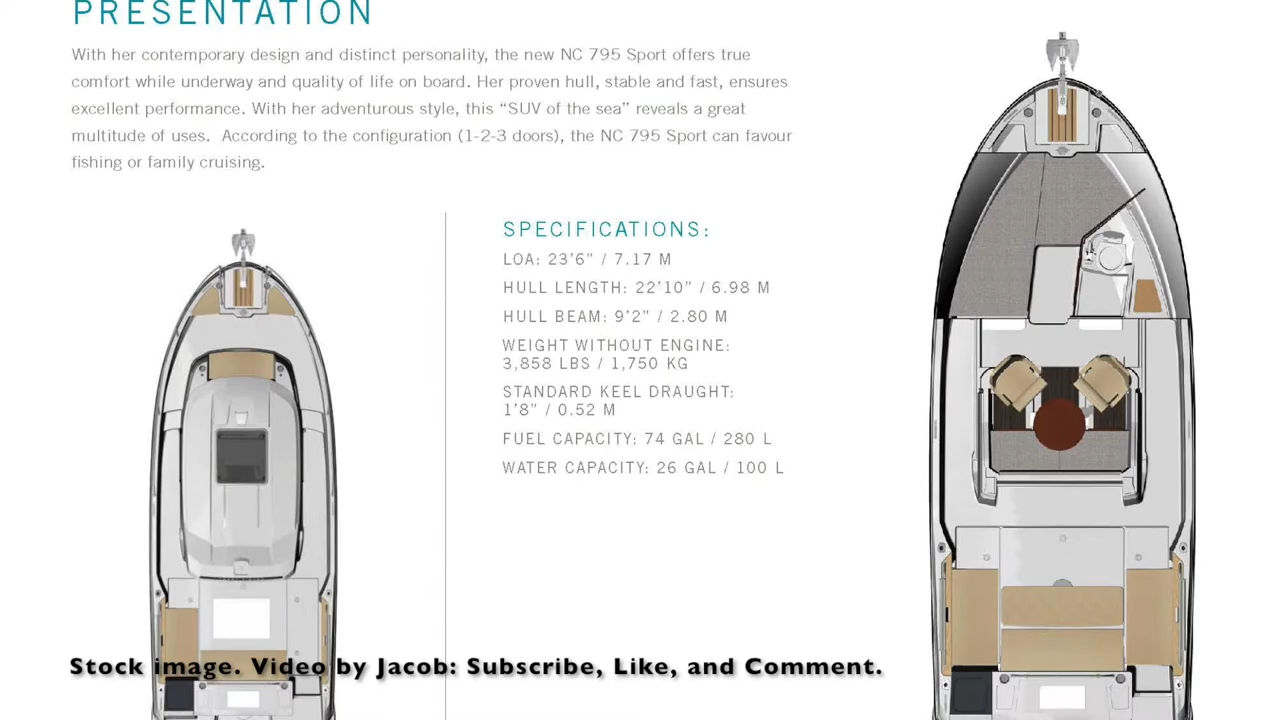 PRESENTATION
With her contemporary design and distinct personality, the new NC 795 Sport offers true
comfort while underway and quality of life on board. Her proven hull, stable and fast, ensures
excellent performance. With her adventurous style, this “SUV of the sea” reveals a great
multitude of uses.  According to the configuration (1-2-3 doors), the NC 795 Sport can favour
fishing or family cruising.
SPECIFICATIONS:
LOA: 23’6” / 7.17 M
HULL LENGTH: 22’10” / 6.98 M
HULL BEAM: 9’2” / 2.80 M
WEIGHT WITHOUT ENGINE:
3,858 LBS / 1,750 KG
STANDARD KEEL DRAUGHT:
1’8” / 0.52 M
FUEL CAPACITY: 74 GAL / 280 L
WATER CAPACITY: 26 GAL / 100 L
Stock image. Video by Jacob: Subscribe, Like, and Comment.